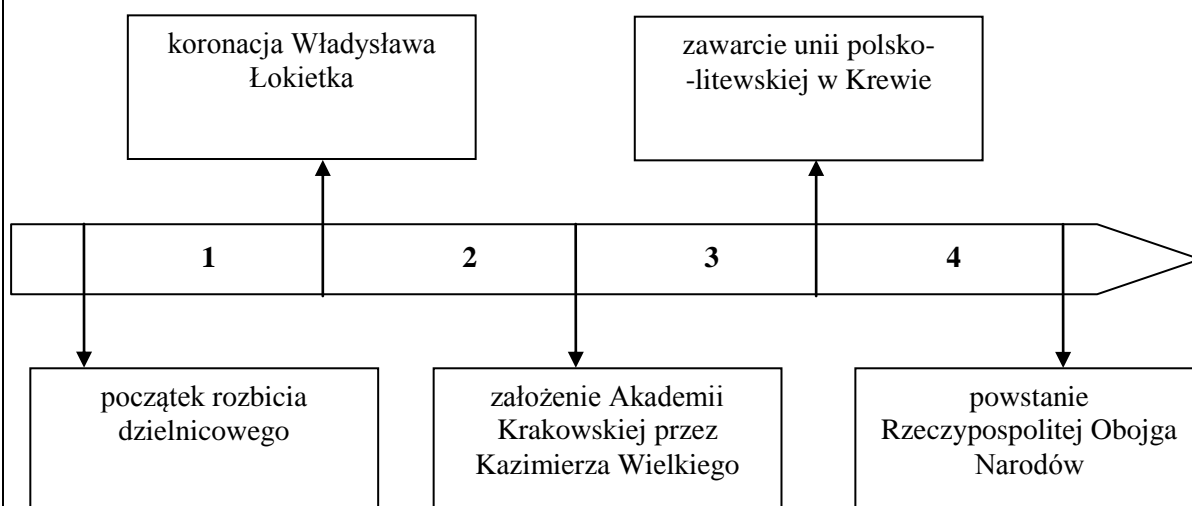 koronacja Władysława
Łokietka
zawarcie unii polsko-
-litewskiej w Krewie
1
2
3
4
początek rozbicia
dzielnicowego
założenie Akademii
Krakowskiej przez
Kazimierza Wielkiego
powstanie
Rzeczypospolitej Obojga
Narodów